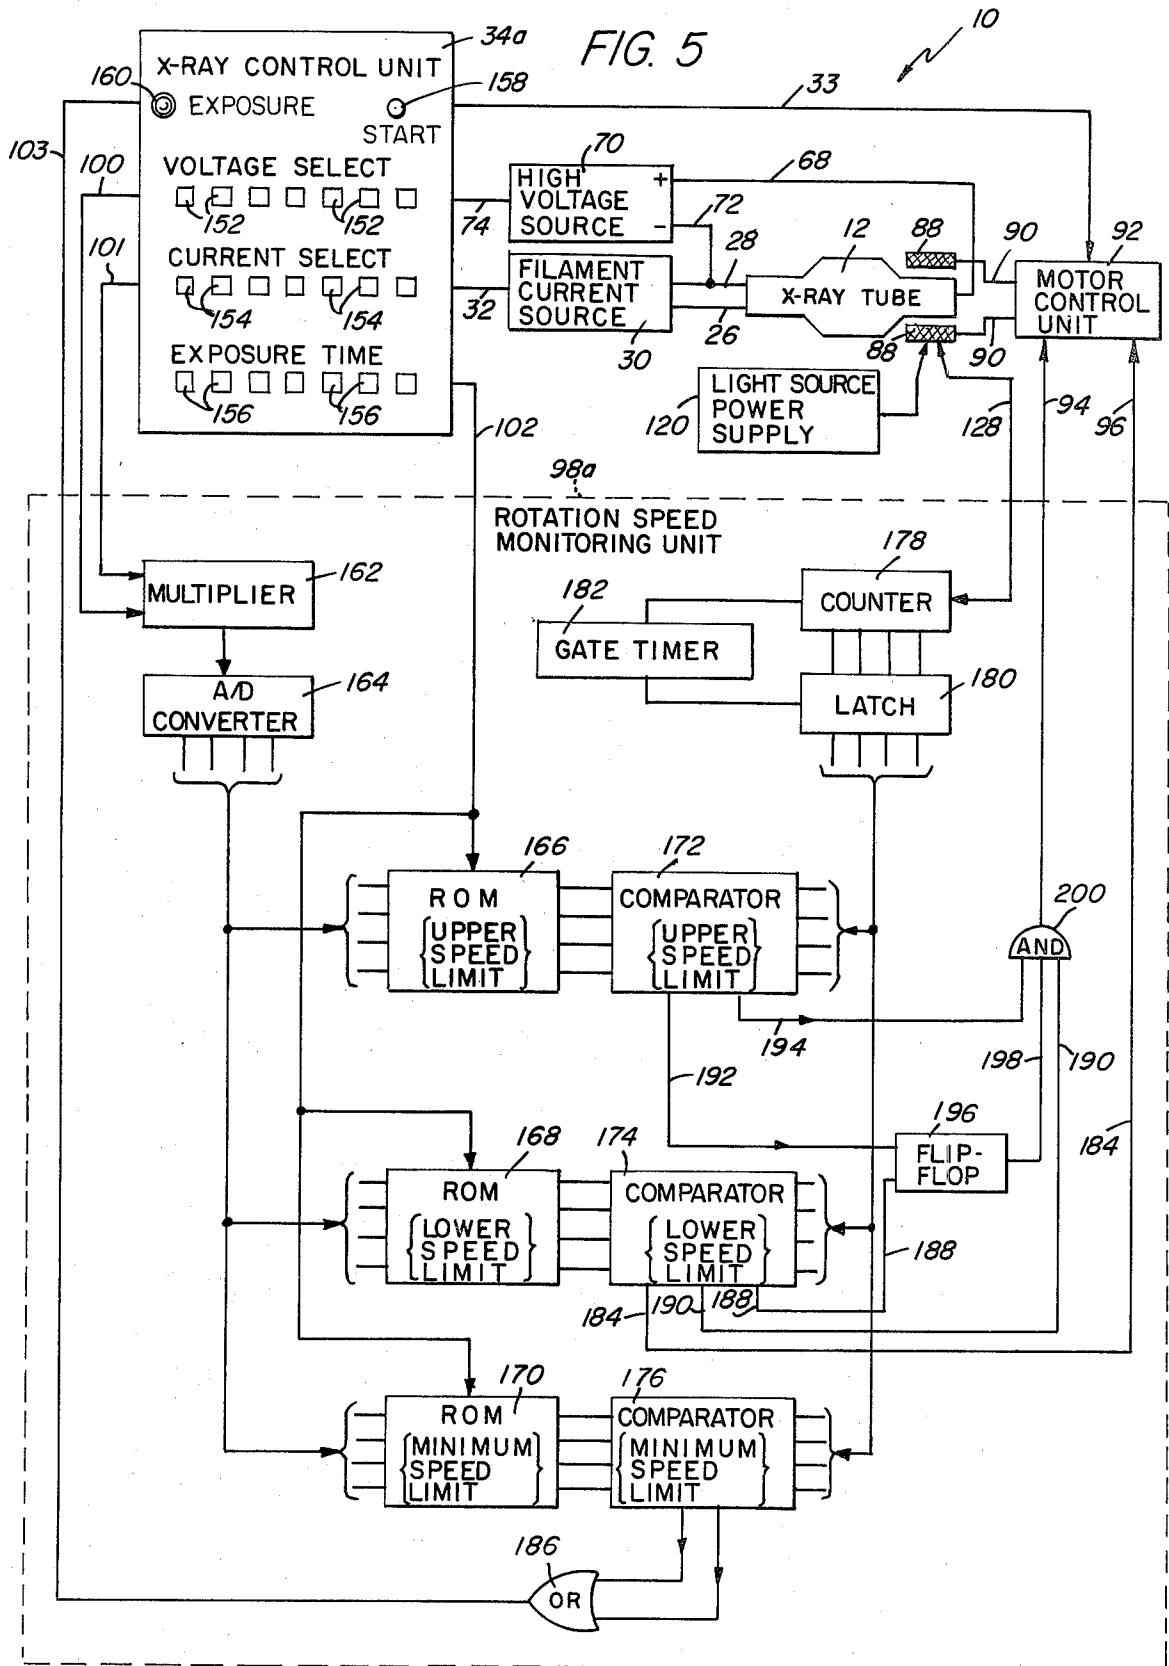 34a
FIG. 5
10
X-RAY CONTROL UNIT
160
EXPOSURE
158
START
33
103
100
VOLTAGE SELECT
152
152
74
70
HIGH
VOLTAGE
SOURCE
+
−
68
72
101
CURRENT SELECT
154
154
32
FILAMENT
CURRENT
SOURCE
30
28
26
12
X-RAY TUBE
88
88
90
90
92
MOTOR
CONTROL
UNIT
EXPOSURE TIME
156
156
102
120
LIGHT SOURCE
POWER
SUPPLY
128
94
96
98a
ROTATION SPEED
MONITORING UNIT
MULTIPLIER
162
A/D
CONVERTER
164
182
GATE TIMER
178
COUNTER
LATCH
180
166
ROM
UPPER
SPEED
LIMIT
172
COMPARATOR
UPPER
SPEED
LIMIT
200
AND
194
192
198
190
184
196
FLIP-
FLOP
168
ROM
LOWER
SPEED
LIMIT
174
COMPARATOR
LOWER
SPEED
LIMIT
188
184
190
188
170
ROM
MINIMUM
SPEED
LIMIT
176
COMPARATOR
MINIMUM
SPEED
LIMIT
186
OR